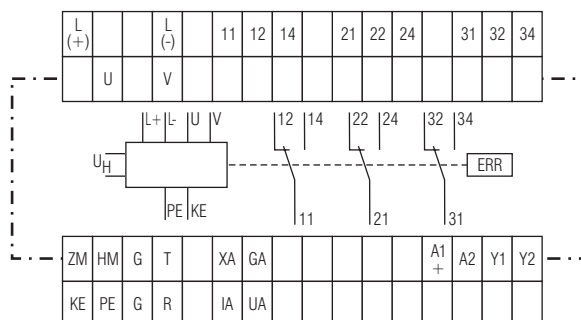 L (+) L (-) 11 12 14 21 22 24 31 32 34
U V
L+ L- U V 12 14 22 24 32 34
UH ERR
PE KE
11 21 31
ZM HM G T XA GA A1 + A2 Y1 Y2
KE PE G R IA UA